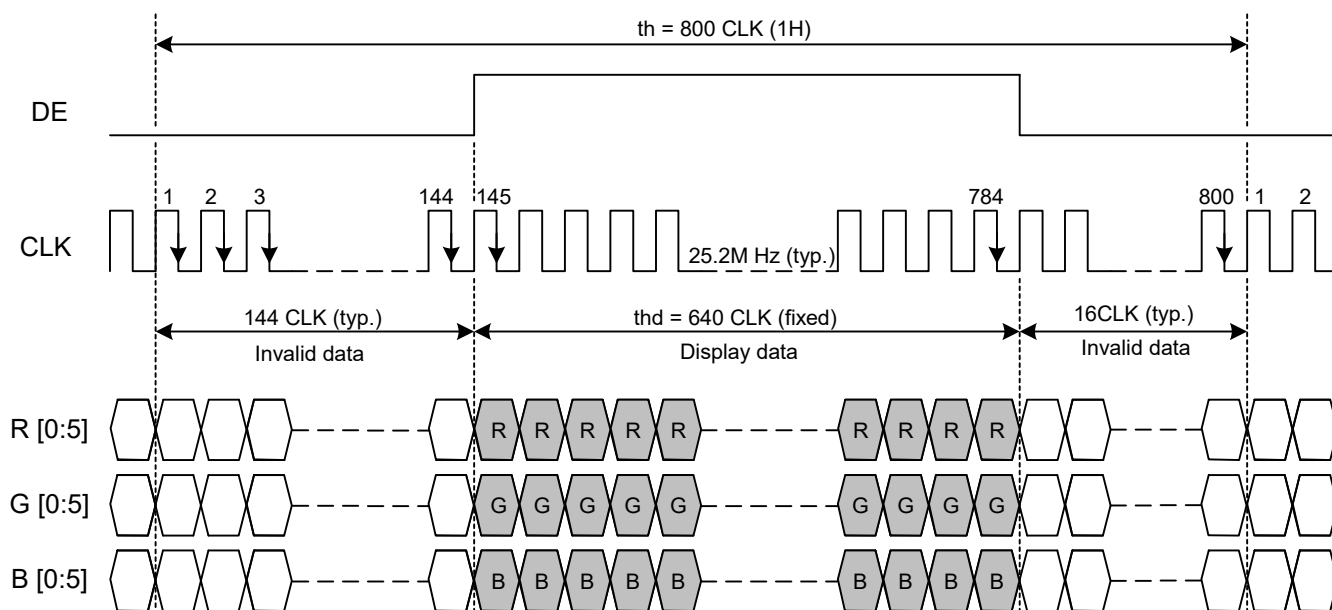 th = 800 CLK (1H)
DE
1 2 3 144 145 784 800 1 2
CLK
25.2M Hz (typ.)
144 CLK (typ.) thd = 640 CLK (fixed) 16CLK (typ.)
Invalid data Display data Invalid data
R [0:5] R R R R R R R R R
G [0:5] G G G G G G G G G
B [0:5] B B B B B B B B B